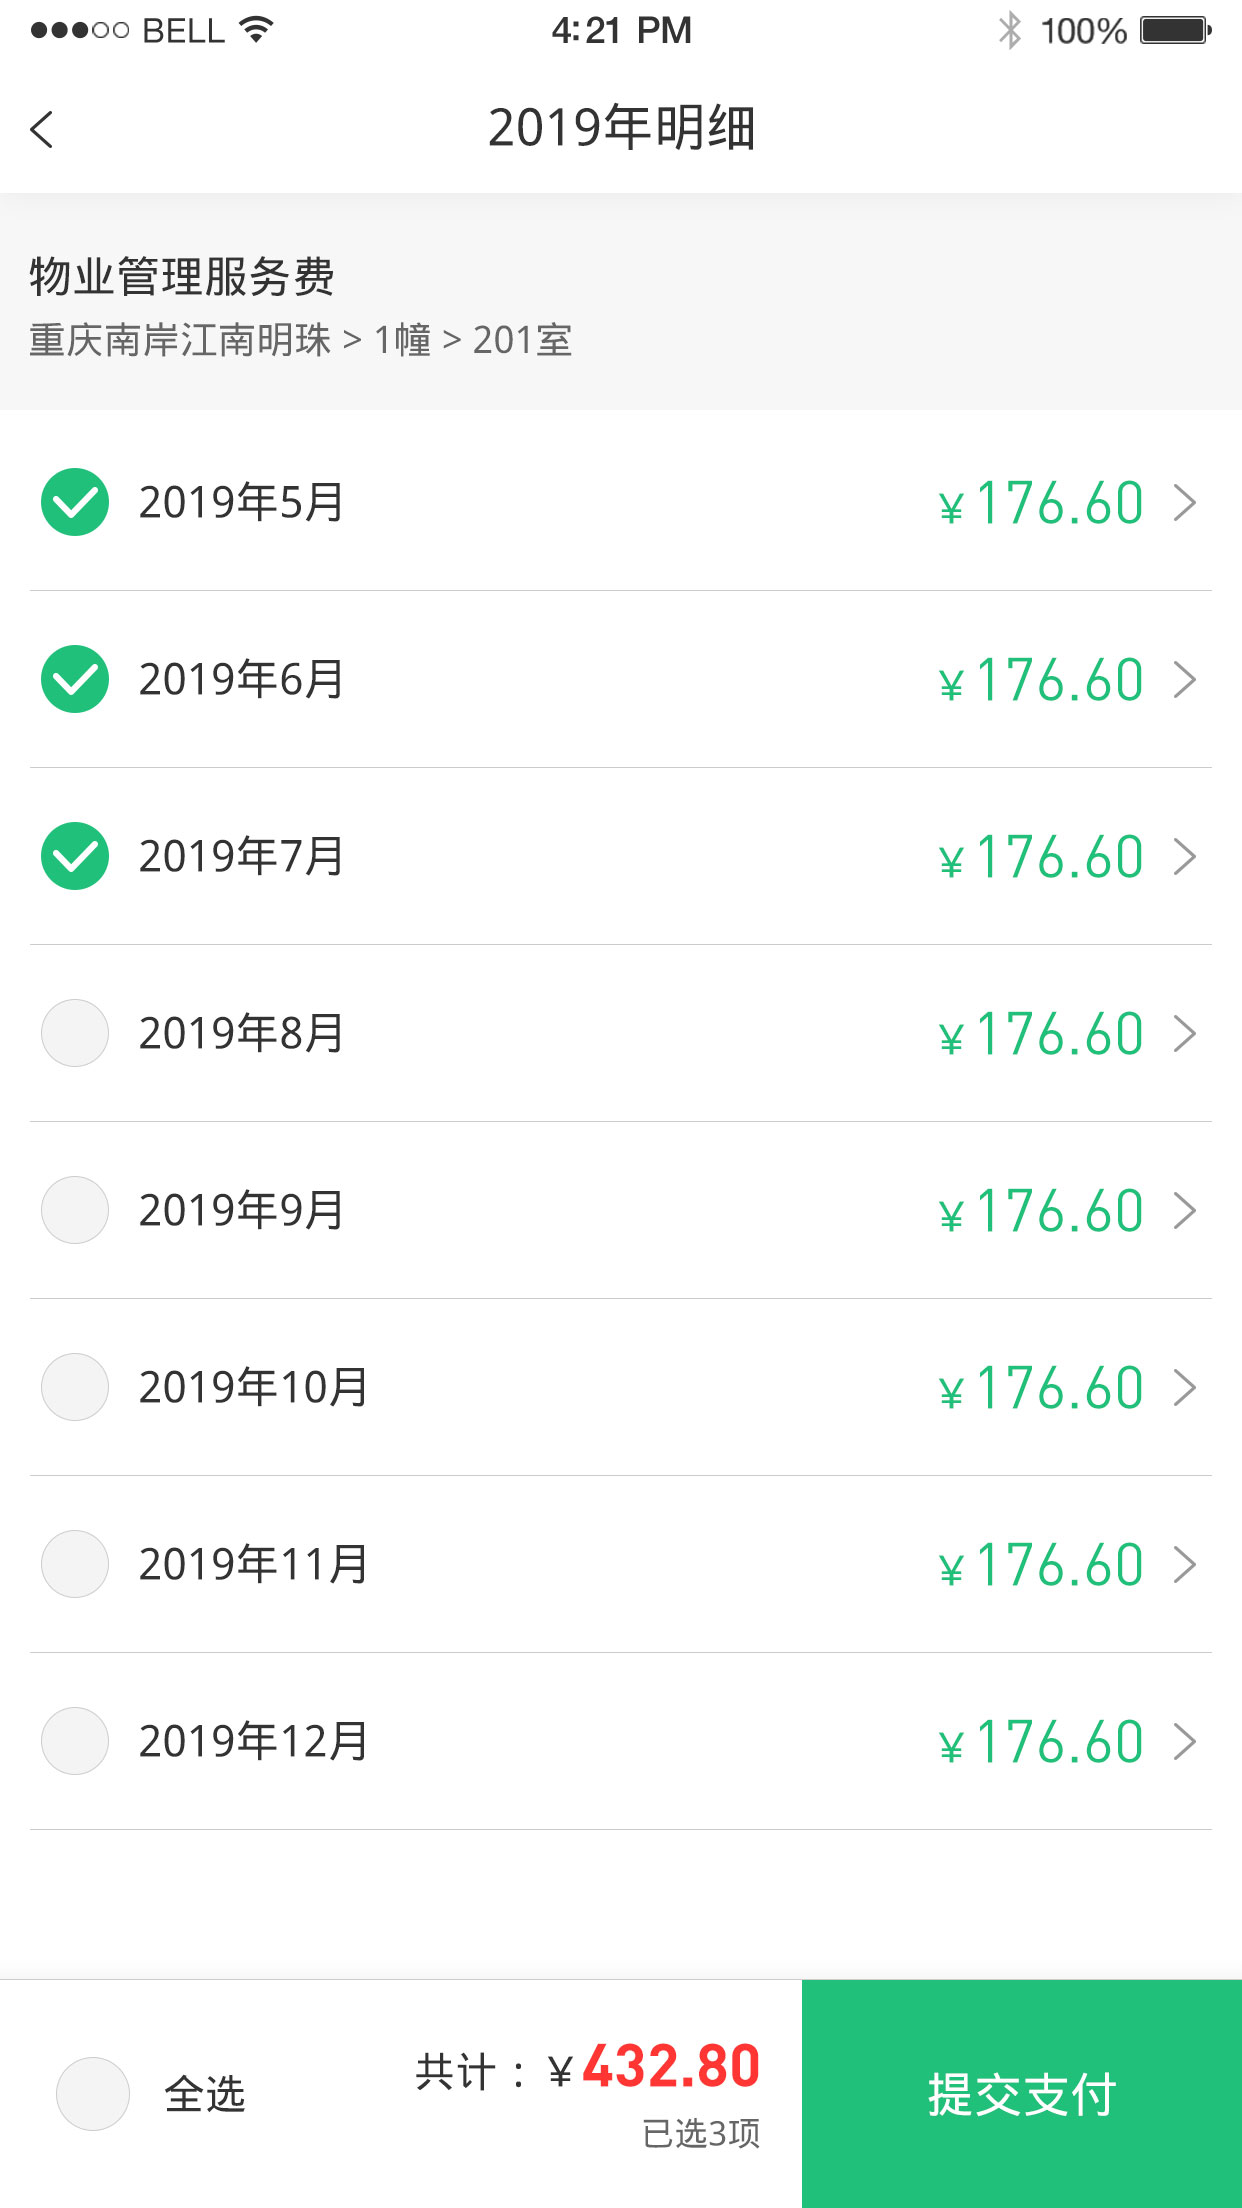 BELL 4:21 PM 100%
2019年明细
物业管理服务费
重庆南岸江南明珠 > 1幢 > 201室
2019年5月 ¥176.60
2019年6月 ¥176.60
2019年7月 ¥176.60
2019年8月 ¥176.60
2019年9月 ¥176.60
2019年10月 ¥176.60
2019年11月 ¥176.60
2019年12月 ¥176.60
全选 共计：¥432.80
已选3项
提交支付